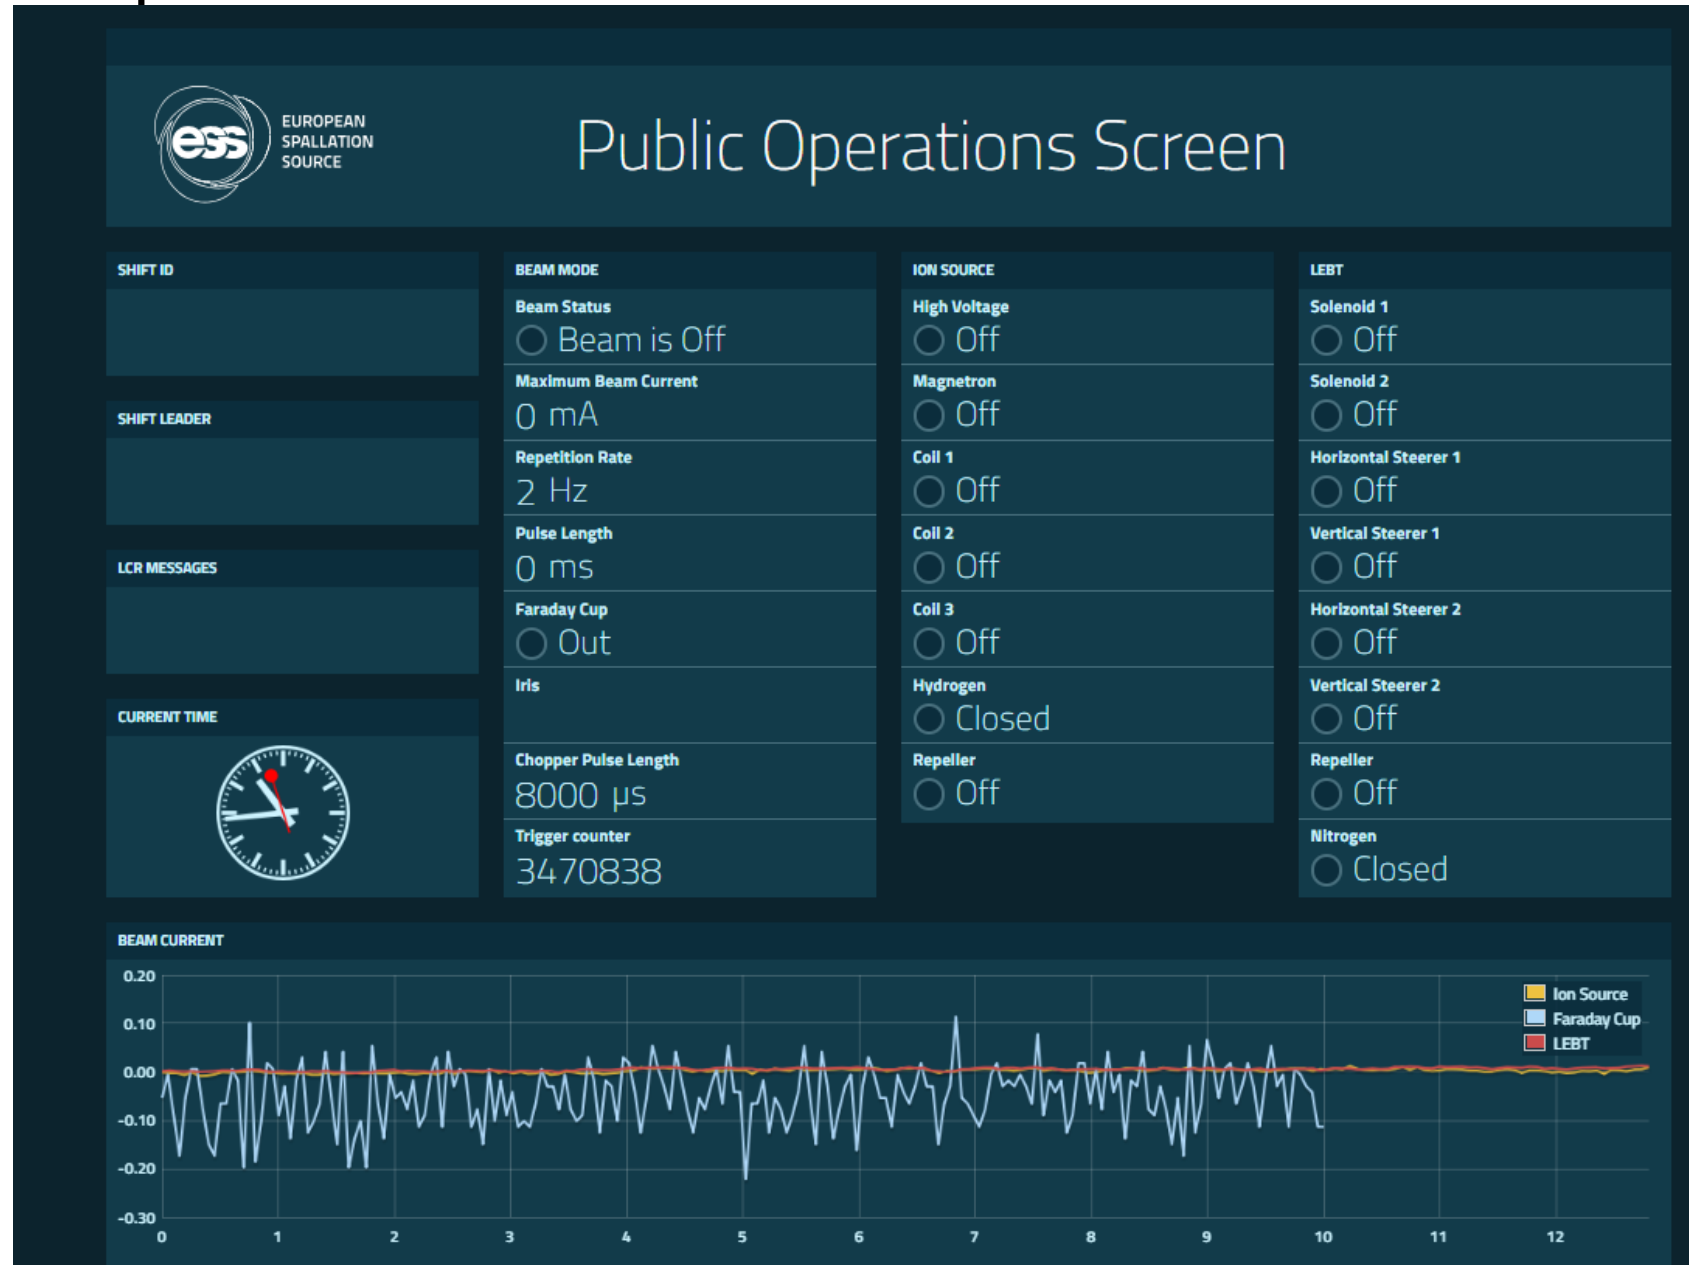 ess
EUROPEAN
SPALLATION
SOURCE
Public Operations Screen
SHIFT ID
SHIFT LEADER
LCR MESSAGES
CURRENT TIME
BEAM MODE
Beam Status
Beam is Off
Maximum Beam Current
0 mA
Repetition Rate
2 Hz
Pulse Length
0 ms
Faraday Cup
Out
Iris
Chopper Pulse Length
8000 µs
Trigger counter
3470838
ION SOURCE
High Voltage
Off
Magnetron
Off
Coil 1
Off
Coil 2
Off
Coil 3
Off
Hydrogen
Closed
Repeller
Off
LEBT
Solenoid 1
Off
Solenoid 2
Off
Horizontal Steerer 1
Off
Vertical Steerer 1
Off
Horizontal Steerer 2
Off
Vertical Steerer 2
Off
Repeller
Off
Nitrogen
Closed
BEAM CURRENT
0.20
0.10
0.00
-0.10
-0.20
-0.30
0 1 2 3 4 5 6 7 8 9 10 11 12
Ion Source
Faraday Cup
LEBT